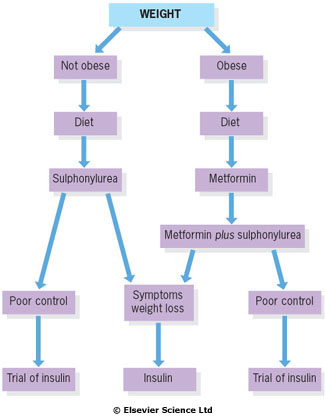 WEIGHT
Not obese
Obese
Diet
Diet
Sulphonylurea
Metformin
Metformin plus sulphonylurea
Poor control
Symptoms
weight loss
Poor control
Trial of insulin
Insulin
Trial of insulin
© Elsevier Science Ltd